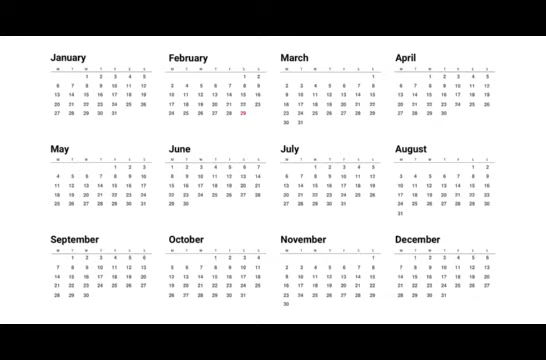 January
M T W T F S S
1 2 3 4 5
6 7 8 9 10 11 12
13 14 15 16 17 18 19
20 21 22 23 24 25 26
27 28 29 30 31
February
M T W T F S S
1 2
3 4 5 6 7 8 9
10 11 12 13 14 15 16
17 18 19 20 21 22 23
24 25 26 27 28 29
March
M T W T F S S
1
2 3 4 5 6 7 8
9 10 11 12 13 14 15
16 17 18 19 20 21 22
23 24 25 26 27 28 29
30 31
April
M T W T F S S
1 2 3 4 5
6 7 8 9 10 11 12
13 14 15 16 17 18 19
20 21 22 23 24 25 26
27 28 29 30
May
M T W T F S S
1 2 3
4 5 6 7 8 9 10
11 12 13 14 15 16 17
18 19 20 21 22 23 24
25 26 27 28 29 30 31
June
M T W T F S S
1 2 3 4 5 6 7
8 9 10 11 12 13 14
15 16 17 18 19 20 21
22 23 24 25 26 27 28
29 30
July
M T W T F S S
1 2 3 4 5
6 7 8 9 10 11 12
13 14 15 16 17 18 19
20 21 22 23 24 25 26
27 28 29 30 31
August
M T W T F S S
1 2
3 4 5 6 7 8 9
10 11 12 13 14 15 16
17 18 19 20 21 22 23
24 25 26 27 28 29 30
31
September
M T W T F S S
1 2 3 4 5 6
7 8 9 10 11 12 13
14 15 16 17 18 19 20
21 22 23 24 25 26 27
28 29 30
October
M T W T F S S
1 2 3 4
5 6 7 8 9 10 11
12 13 14 15 16 17 18
19 20 21 22 23 24 25
26 27 28 29 30 31
November
M T W T F S S
1
2 3 4 5 6 7 8
9 10 11 12 13 14 15
16 17 18 19 20 21 22
23 24 25 26 27 28 29
30
December
M T W T F S S
1 2 3 4 5 6
7 8 9 10 11 12 13
14 15 16 17 18 19 20
21 22 23 24 25 26 27
28 29 30 31